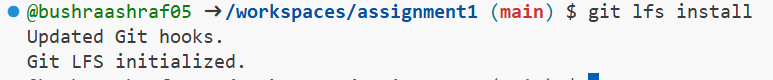 @bushraashraf05 ➜/workspaces/assignment1 (main) $ git lfs install
Updated Git hooks.
Git LFS initialized.